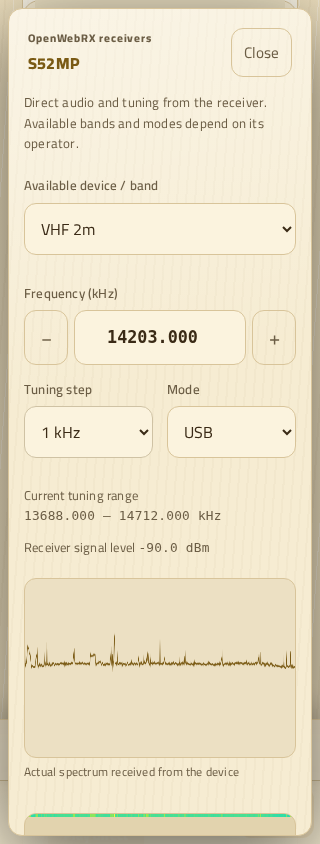 OpenWebRX receivers
S52MP
Close
Direct audio and tuning from the receiver.
Available bands and modes depend on its
operator.
Available device / band
VHF 2m
Frequency (kHz)
−
14203.000
+
Tuning step
Mode
1 kHz
USB
Current tuning range
13688.000 — 14712.000 kHz
Receiver signal level -90.0 dBm
Actual spectrum received from the device